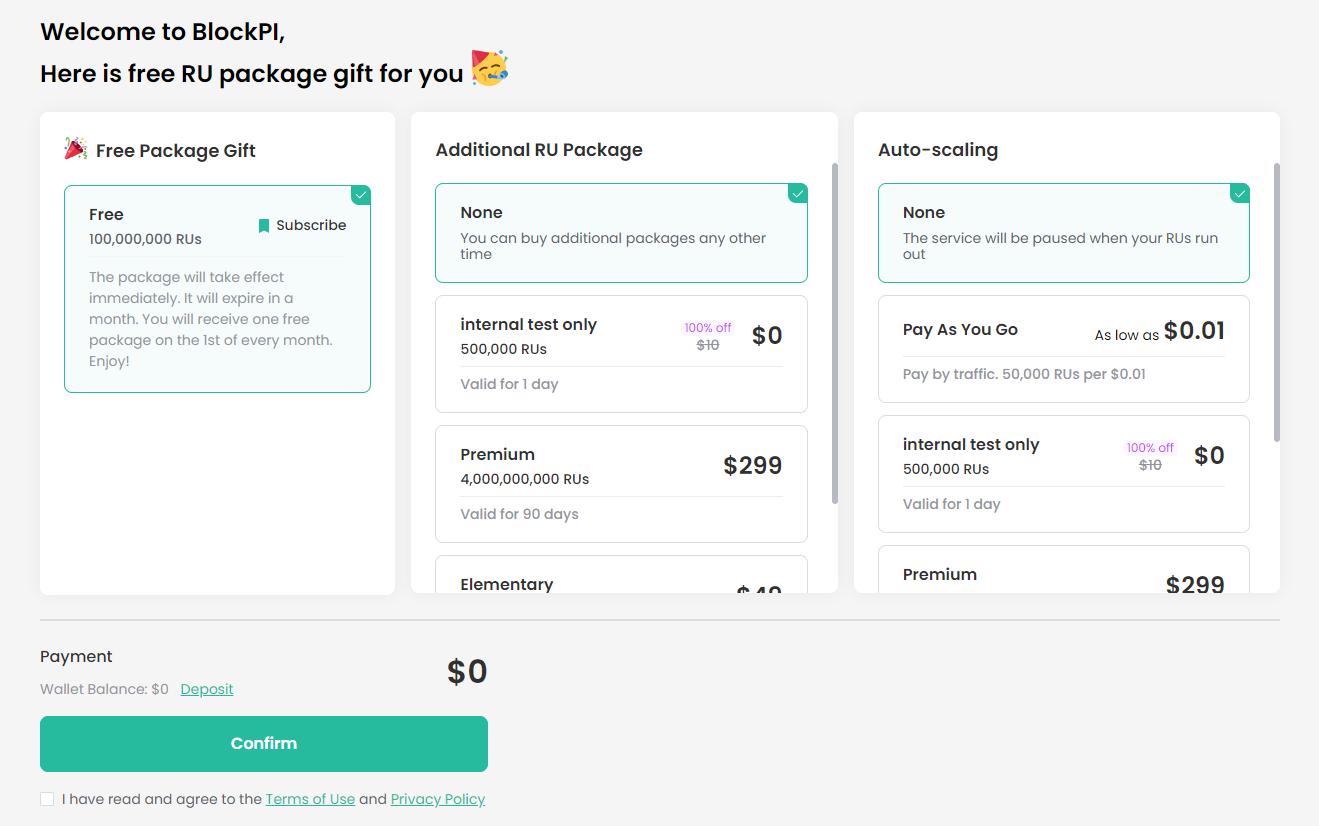 Welcome to BlockPI,
Here is free RU package gift for you
Free Package Gift
Free
100,000,000 RUs
Subscribe
The package will take effect
immediately. It will expire in a
month. You will receive one free
package on the 1st of every month.
Enjoy!
Additional RU Package
None
You can buy additional packages any other
time
internal test only
500,000 RUs
100% off
$10
$0
Valid for 1 day
Premium
4,000,000,000 RUs
$299
Valid for 90 days
Elementary
Auto-scaling
None
The service will be paused when your RUs run
out
Pay As You Go
As low as $0.01
Pay by traffic. 50,000 RUs per $0.01
internal test only
500,000 RUs
100% off
$10
$0
Valid for 1 day
Premium
$299
Payment
Wallet Balance: $0 Deposit
$0
Confirm
I have read and agree to the Terms of Use and Privacy Policy